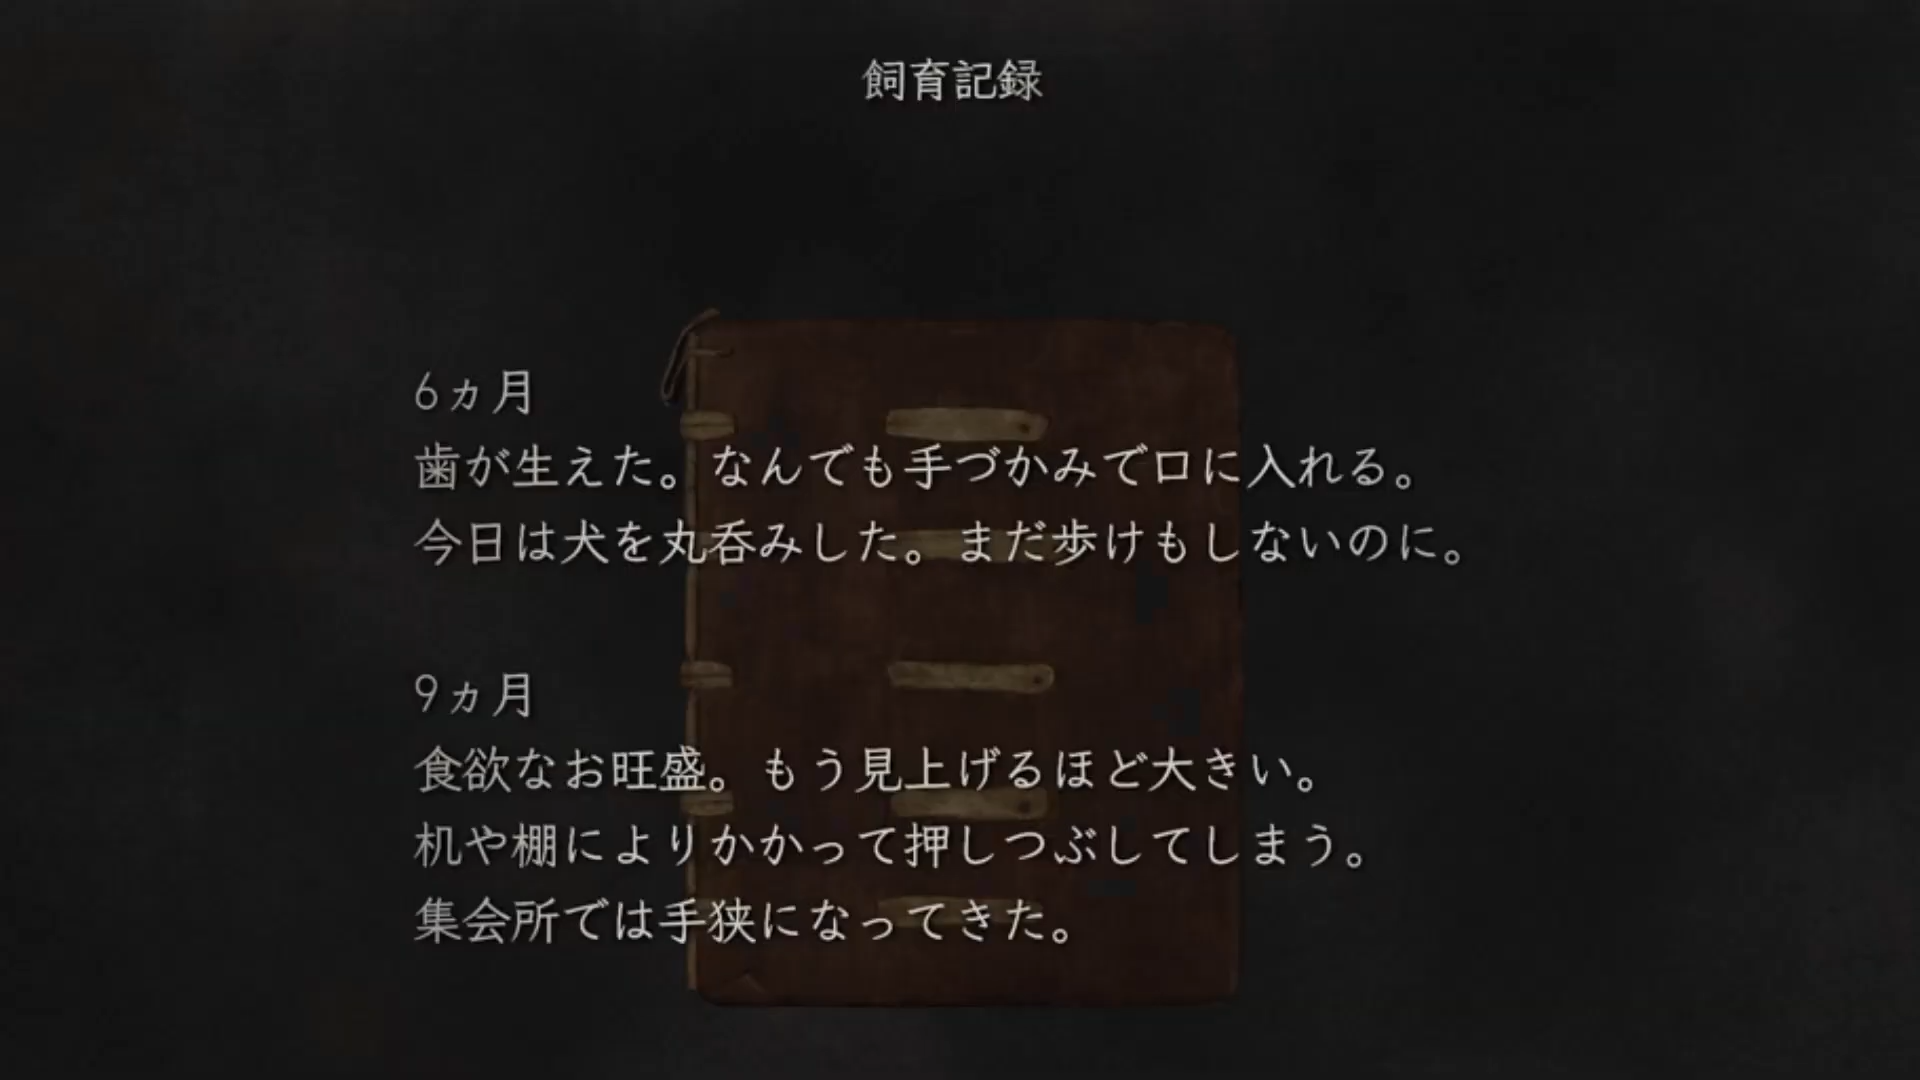 飼育記録
6ヵ月
歯が生えた。なんでも手づかみで口に入れる。
今日は犬を丸呑みした。まだ歩けもしないのに。
9ヵ月
食欲なお旺盛。もう見上げるほど大きい。
机や棚によりかかって押しつぶしてしまう。
集会所では手狭になってきた。